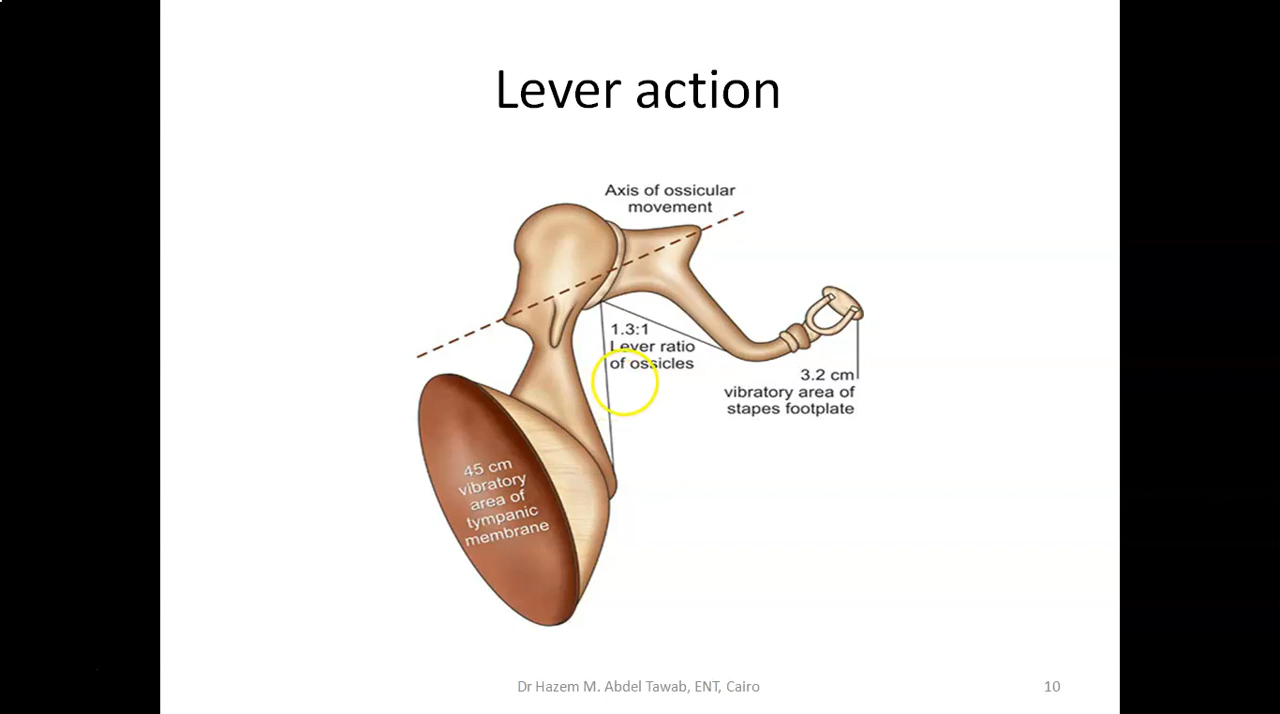 Lever action
Axis of ossicular
movement
1.3:1
Lever ratio
of ossicles
3.2 cm
vibratory area of
stapes footplate
45 cm
vibratory
area of
tympanic
membrane
Dr Hazem M. Abdel Tawab, ENT, Cairo
10